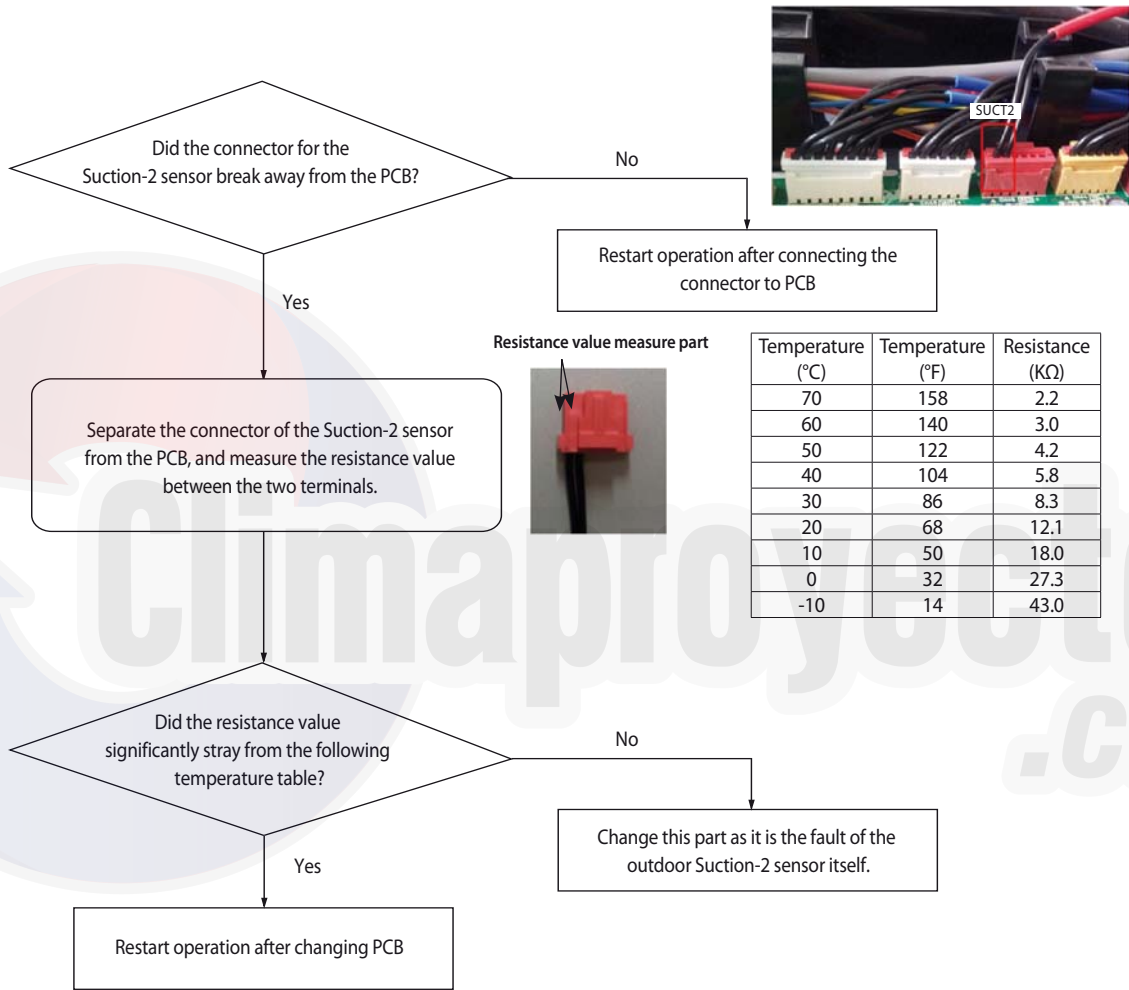 SUCT2
Did the connector for the
Suction-2 sensor break away from the PCB?
No
Restart operation after connecting the
connector to PCB
Yes
Resistance value measure part
Separate the connector of the Suction-2 sensor
from the PCB, and measure the resistance value
between the two terminals.
Temperature (°C) Temperature (°F) Resistance (KΩ)
70 158 2.2
60 140 3.0
50 122 4.2
40 104 5.8
30 86 8.3
20 68 12.1
10 50 18.0
0 32 27.3
-10 14 43.0
Climaproyecto
.c
Did the resistance value
significantly stray from the following
temperature table?
No
Change this part as it is the fault of the
outdoor Suction-2 sensor itself.
Yes
Restart operation after changing PCB